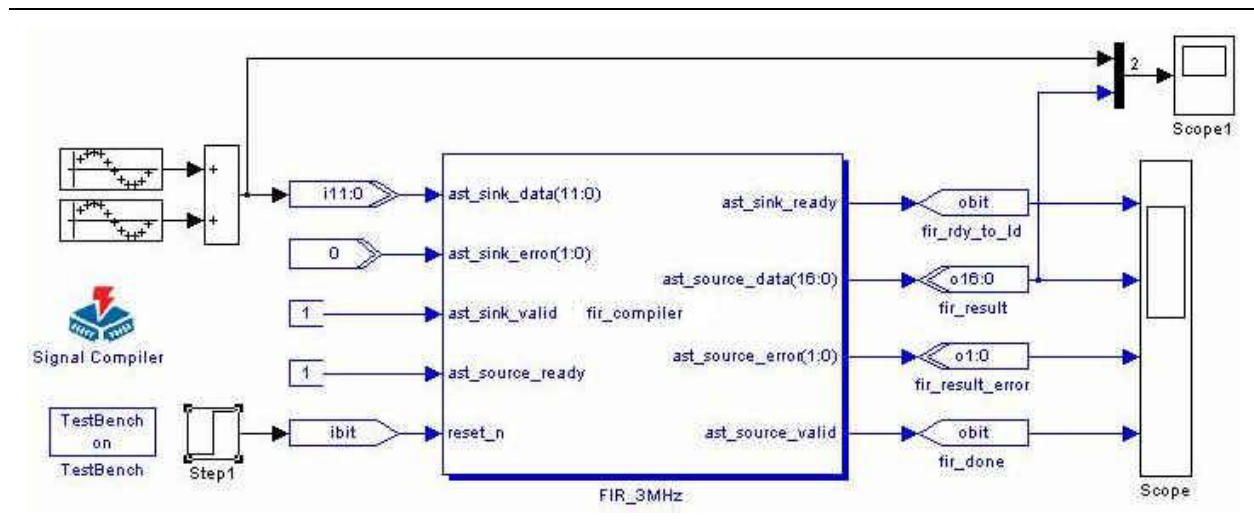 2
Scope1
+
+
i11:0
ast_sink_data(11:0)
ast_sink_ready
obit
fir_rdy_to_ld
0
ast_sink_error(1:0)
ast_source_data(16:0)
o16:0
fir_result
1
ast_sink_valid
fir_compiler
Signal Compiler
1
ast_source_ready
ast_source_error(1:0)
o1:0
fir_result_error
TestBench
on
TestBench
Step1
ibit
reset_n
ast_source_valid
obit
fir_done
FIR_3MHz
Scope